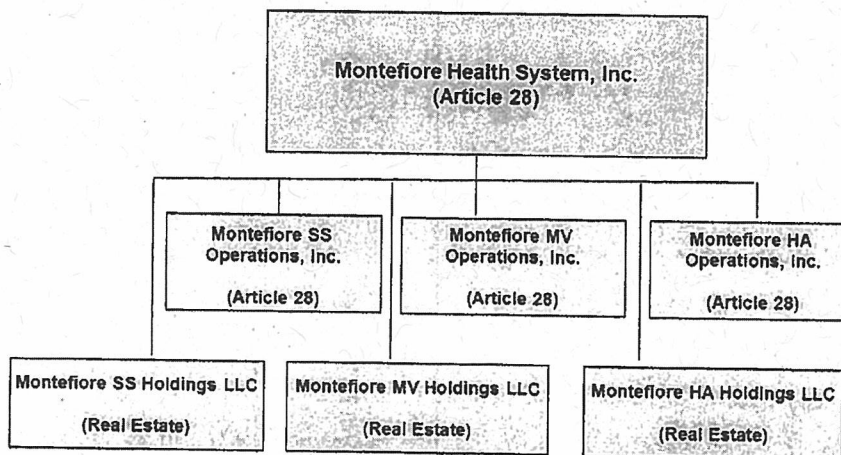 Montefiore Health System, Inc.
(Article 28)
Montefiore SS
Operations, Inc.
(Article 28)
Montefiore MV
Operations, Inc.
(Article 28)
Montefiore HA
Operations, Inc.
(Article 28)
Montefiore SS Holdings LLC
(Real Estate)
Montefiore MV Holdings LLC
(Real Estate)
Montefiore HA Holdings LLC
(Real Estate)